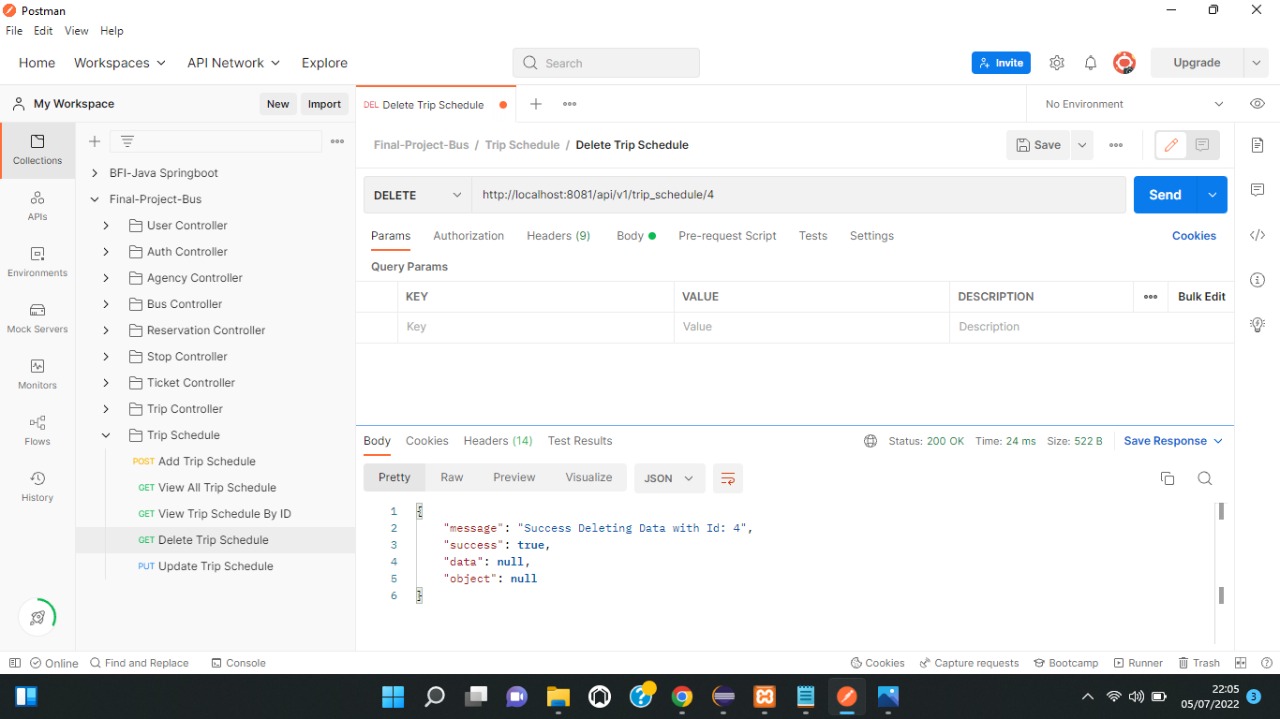 Postman
File Edit View Help
Home Workspaces API Network Explore Search Invite Upgrade
My Workspace New Import DEL Delete Trip Schedule No Environment
Collections
APIs
Environments
Mock Servers
Monitors
Flows
History
BFI-Java Springboot
Final-Project-Bus
User Controller
Auth Controller
Agency Controller
Bus Controller
Reservation Controller
Stop Controller
Ticket Controller
Trip Controller
Trip Schedule
POST Add Trip Schedule
GET View All Trip Schedule
GET View Trip Schedule By ID
GET Delete Trip Schedule
PUT Update Trip Schedule
Final-Project-Bus / Trip Schedule / Delete Trip Schedule Save
DELETE http://localhost:8081/api/v1/trip_schedule/4 Send
Params Authorization Headers (9) Body Pre-request Script Tests Settings Cookies
Query Params
KEY VALUE DESCRIPTION Bulk Edit
Key Value Description
Body Cookies Headers (14) Test Results Status: 200 OK Time: 24 ms Size: 522 B Save Response
Pretty Raw Preview Visualize JSON
1 {
2 "message": "Success Deleting Data with Id: 4",
3 "success": true,
4 "data": null,
5 "object": null
6 }
Online Find and Replace Console Cookies Capture requests Bootcamp Runner Trash
22:05
05/07/2022 3